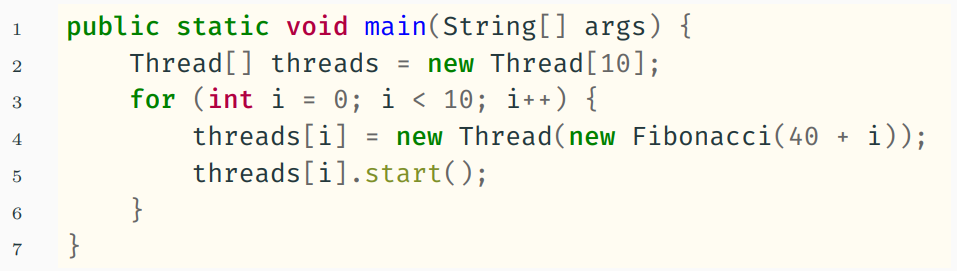 1 public static void main(String[] args) {
2 Thread[] threads = new Thread[10];
3 for (int i = 0; i < 10; i++) {
4 threads[i] = new Thread(new Fibonacci(40 + i));
5 threads[i].start();
6 }
7 }